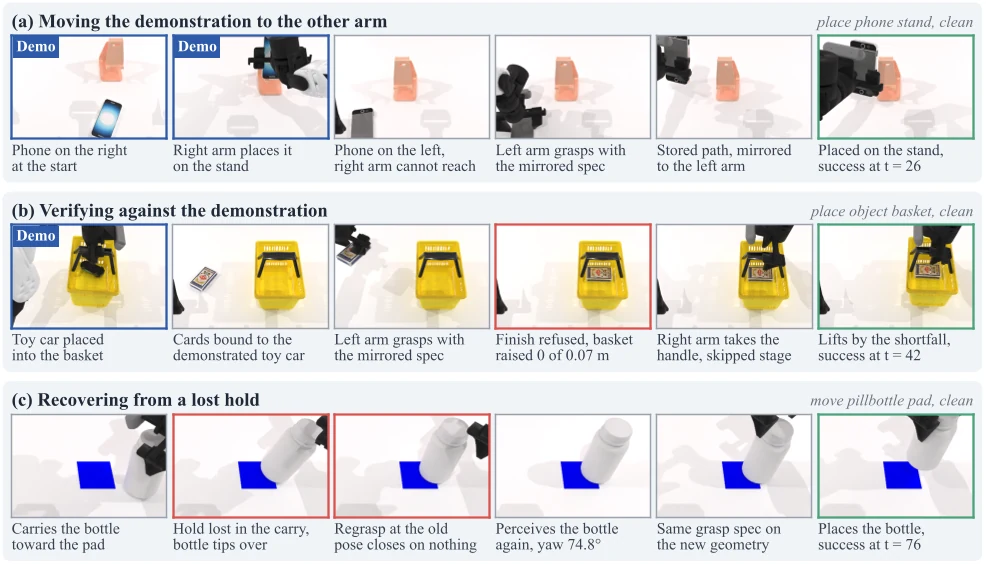 (a) Moving the demonstration to the other arm
place phone stand, clean
Demo
Demo
Phone on the right
at the start
Right arm places it
on the stand
Phone on the left,
right arm cannot reach
Left arm grasps with
the mirrored spec
Stored path, mirrored
to the left arm
Placed on the stand,
success at t = 26
(b) Verifying against the demonstration
place object basket, clean
Demo
Toy car placed
into the basket
Cards bound to the
demonstrated toy car
Left arm grasps with
the mirrored spec
Finish refused, basket
raised 0 of 0.07 m
Right arm takes the
handle, skipped stage
Lifts by the shortfall,
success at t = 42
(c) Recovering from a lost hold
move pillbottle pad, clean
Carries the bottle
toward the pad
Hold lost in the carry,
bottle tips over
Regrasp at the old
pose closes on nothing
Perceives the bottle
again, yaw 74.8°
Same grasp spec on
the new geometry
Places the bottle,
success at t = 76